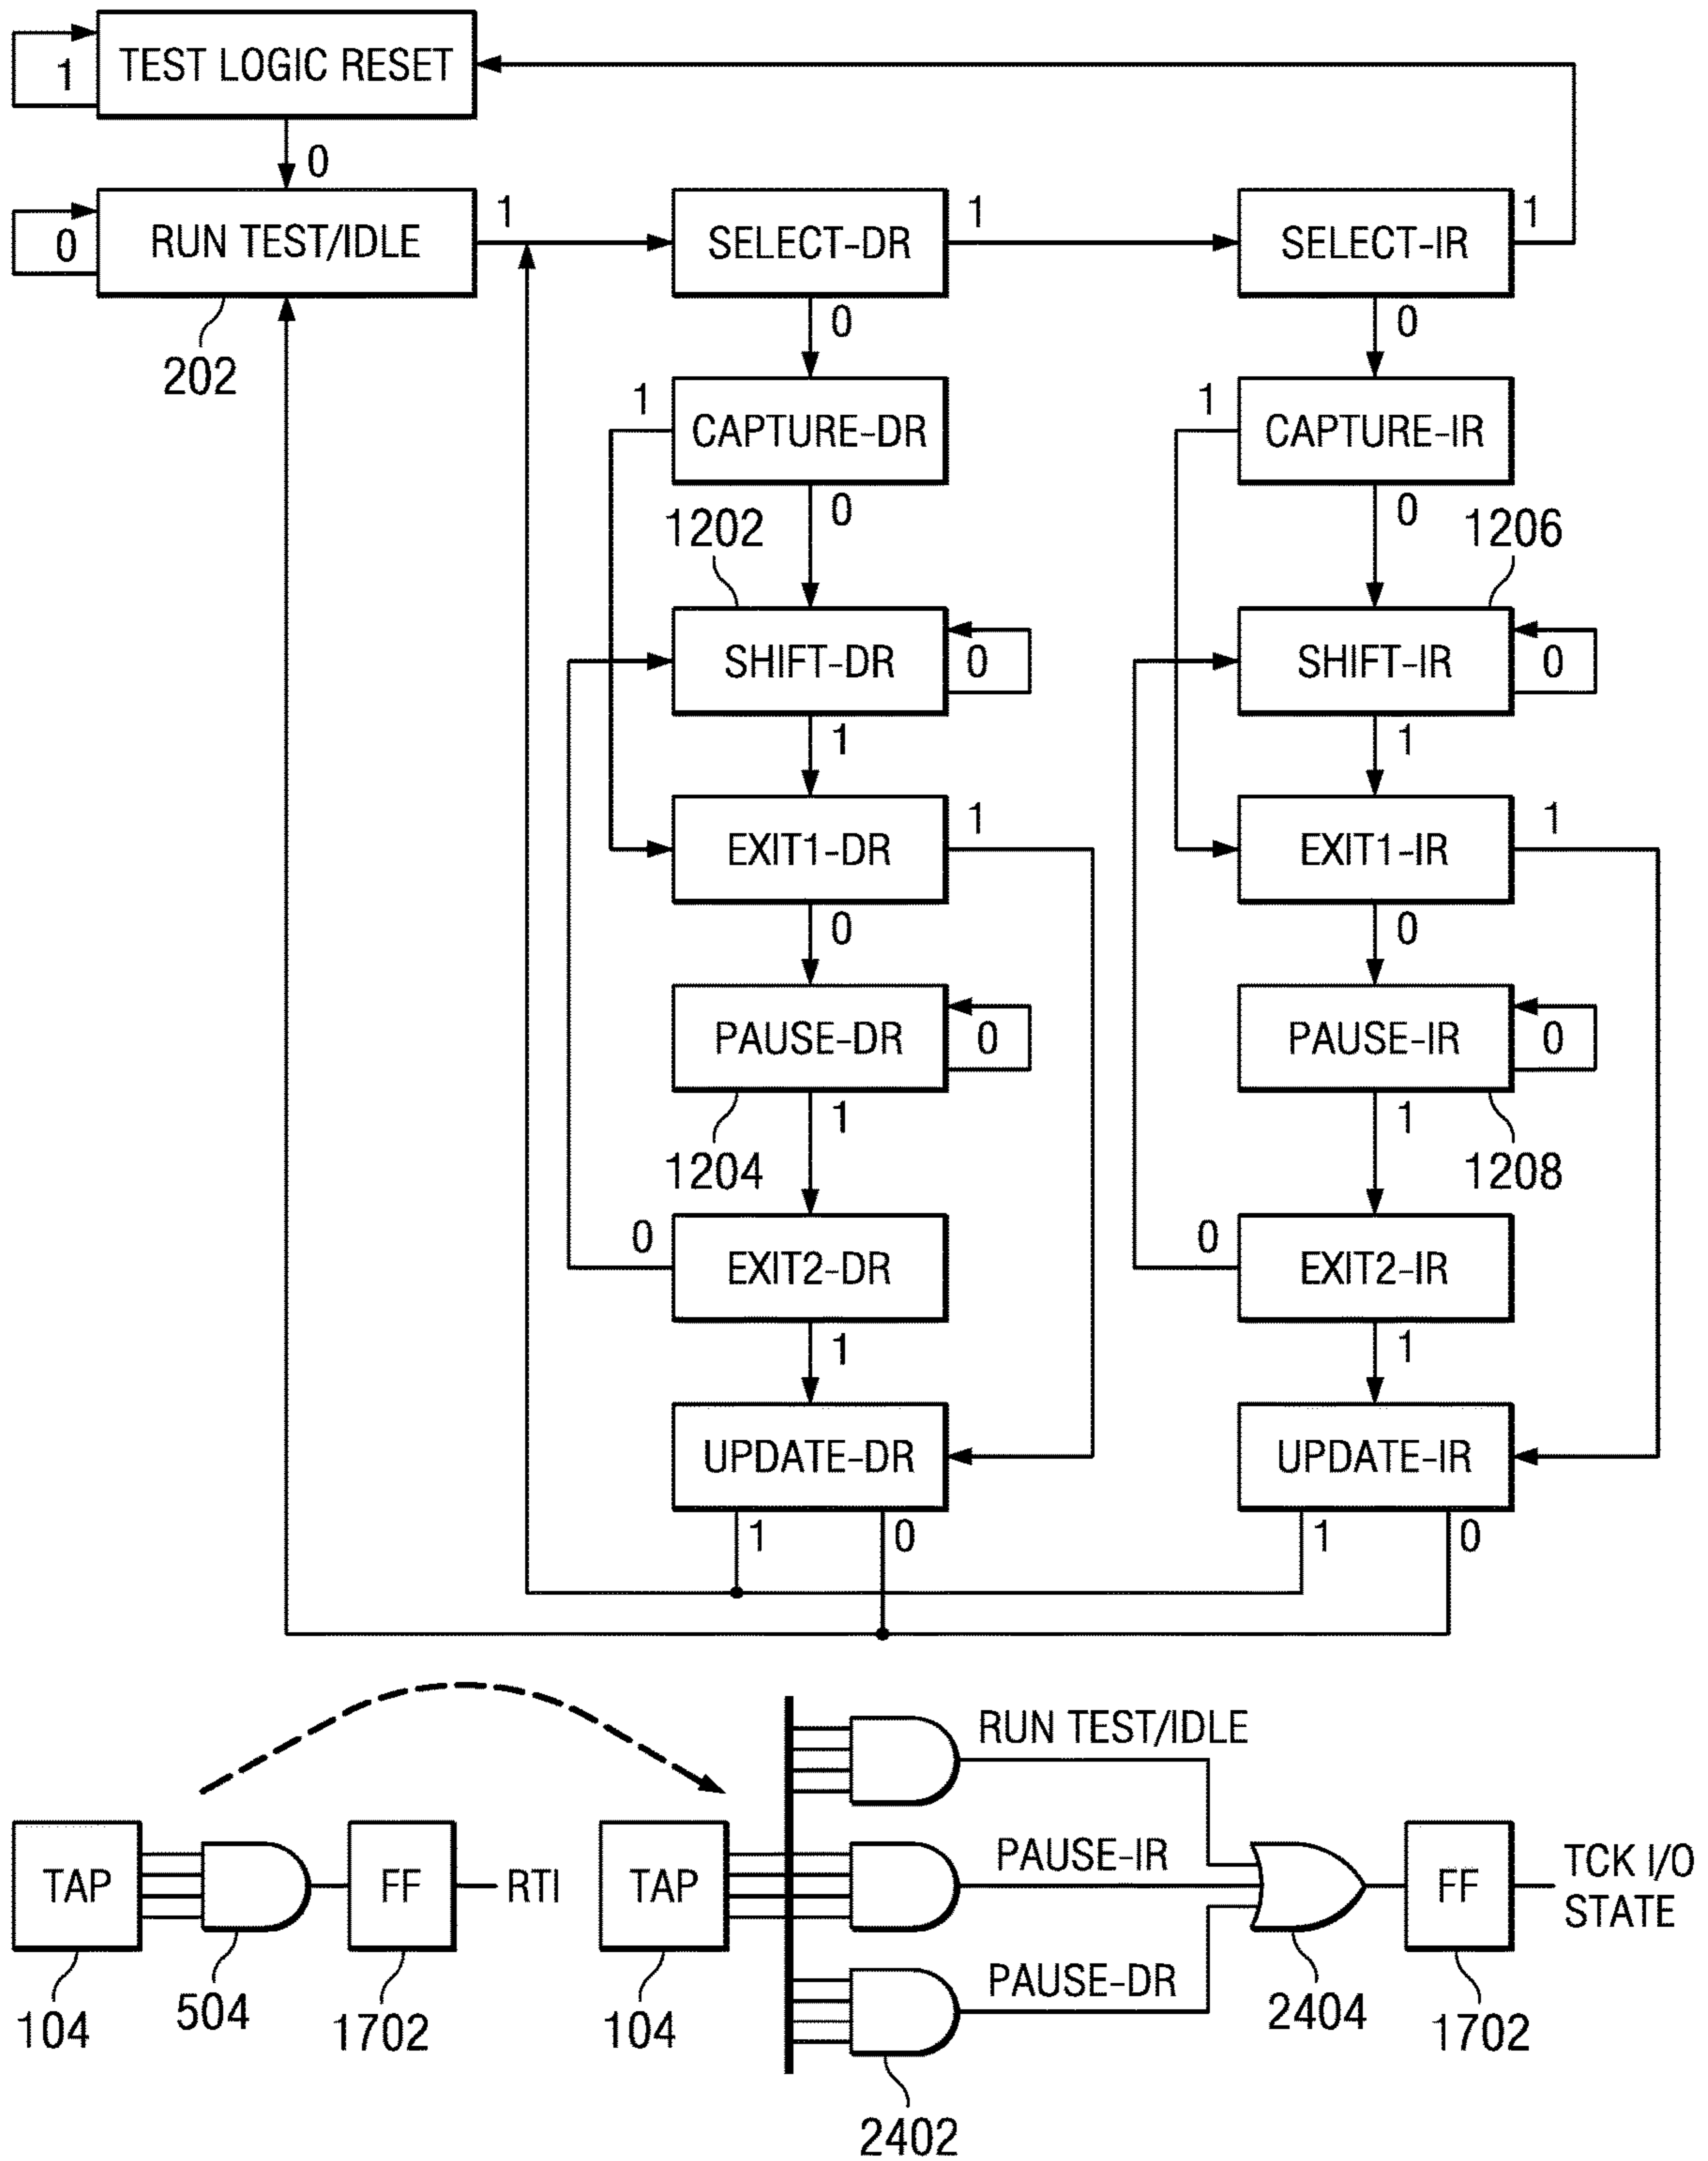 TEST LOGIC RESET
1
0
RUN TEST/IDLE
0
1
SELECT-DR
1
SELECT-IR
1
202
0
0
1
CAPTURE-DR
1
CAPTURE-IR
0
0
1202
1206
SHIFT-DR
0
SHIFT-IR
0
1
1
EXIT1-DR
1
EXIT1-IR
1
0
0
PAUSE-DR
0
PAUSE-IR
0
1204
1
1
1208
0
EXIT2-DR
0
EXIT2-IR
1
1
UPDATE-DR
UPDATE-IR
1
0
1
0
RUN TEST/IDLE
PAUSE-IR
PAUSE-DR
TAP
FF
RTI
TAP
FF
TCK I/O
STATE
104
504
1702
104
2402
2404
1702